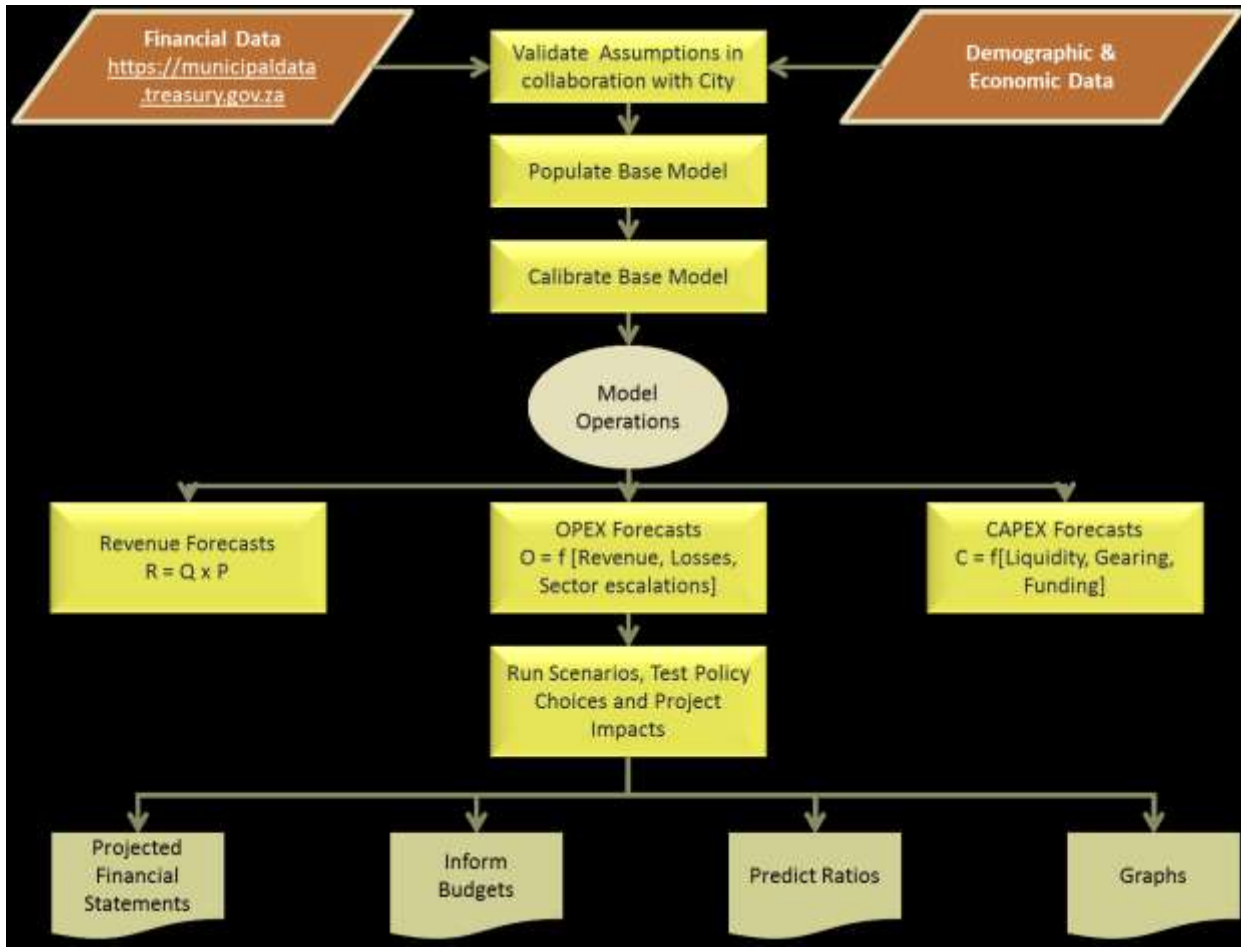 Financial Data
https://municipaldata
.treasury.gov.za
Validate Assumptions in
collaboration with City
Demographic &
Economic Data
Populate Base Model
Calibrate Base Model
Model
Operations
Revenue Forecasts
R = Q x P
OPEX Forecasts
O = f [Revenue, Losses,
Sector escalations]
CAPEX Forecasts
C = f[Liquidity, Gearing,
Funding]
Run Scenarios, Test Policy
Choices and Project
Impacts
Projected
Financial
Statements
Inform
Budgets
Predict Ratios
Graphs